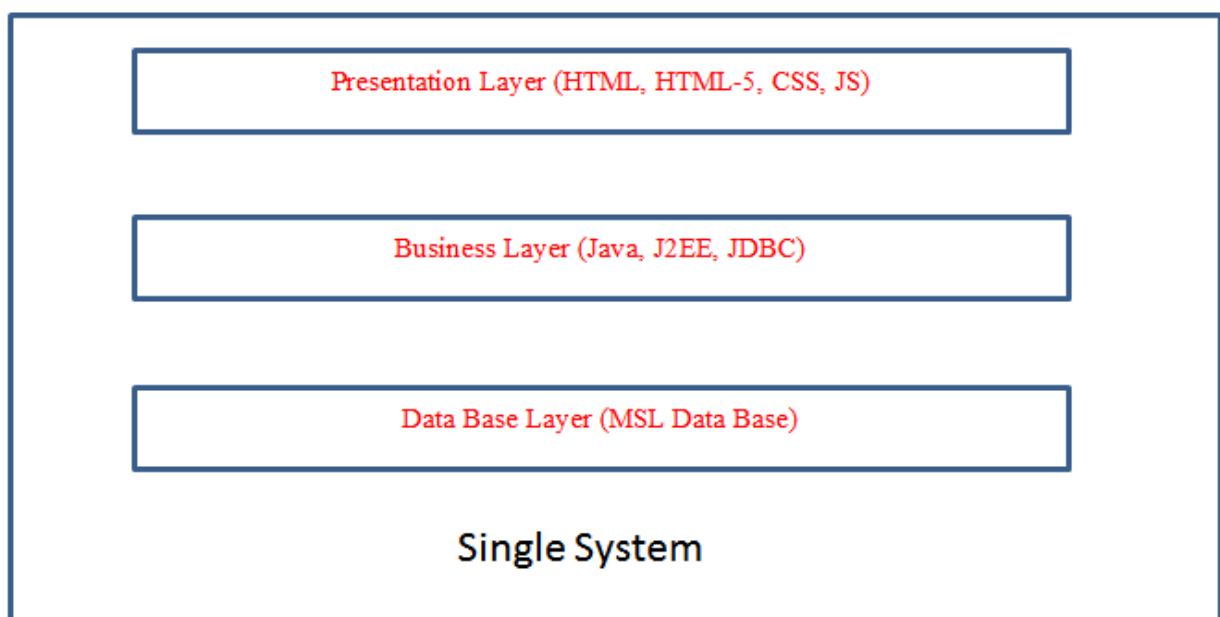 Presentation Layer (HTML, HTML-5, CSS, JS)
Business Layer (Java, J2EE, JDBC)
Data Base Layer (MSL Data Base)
Single System